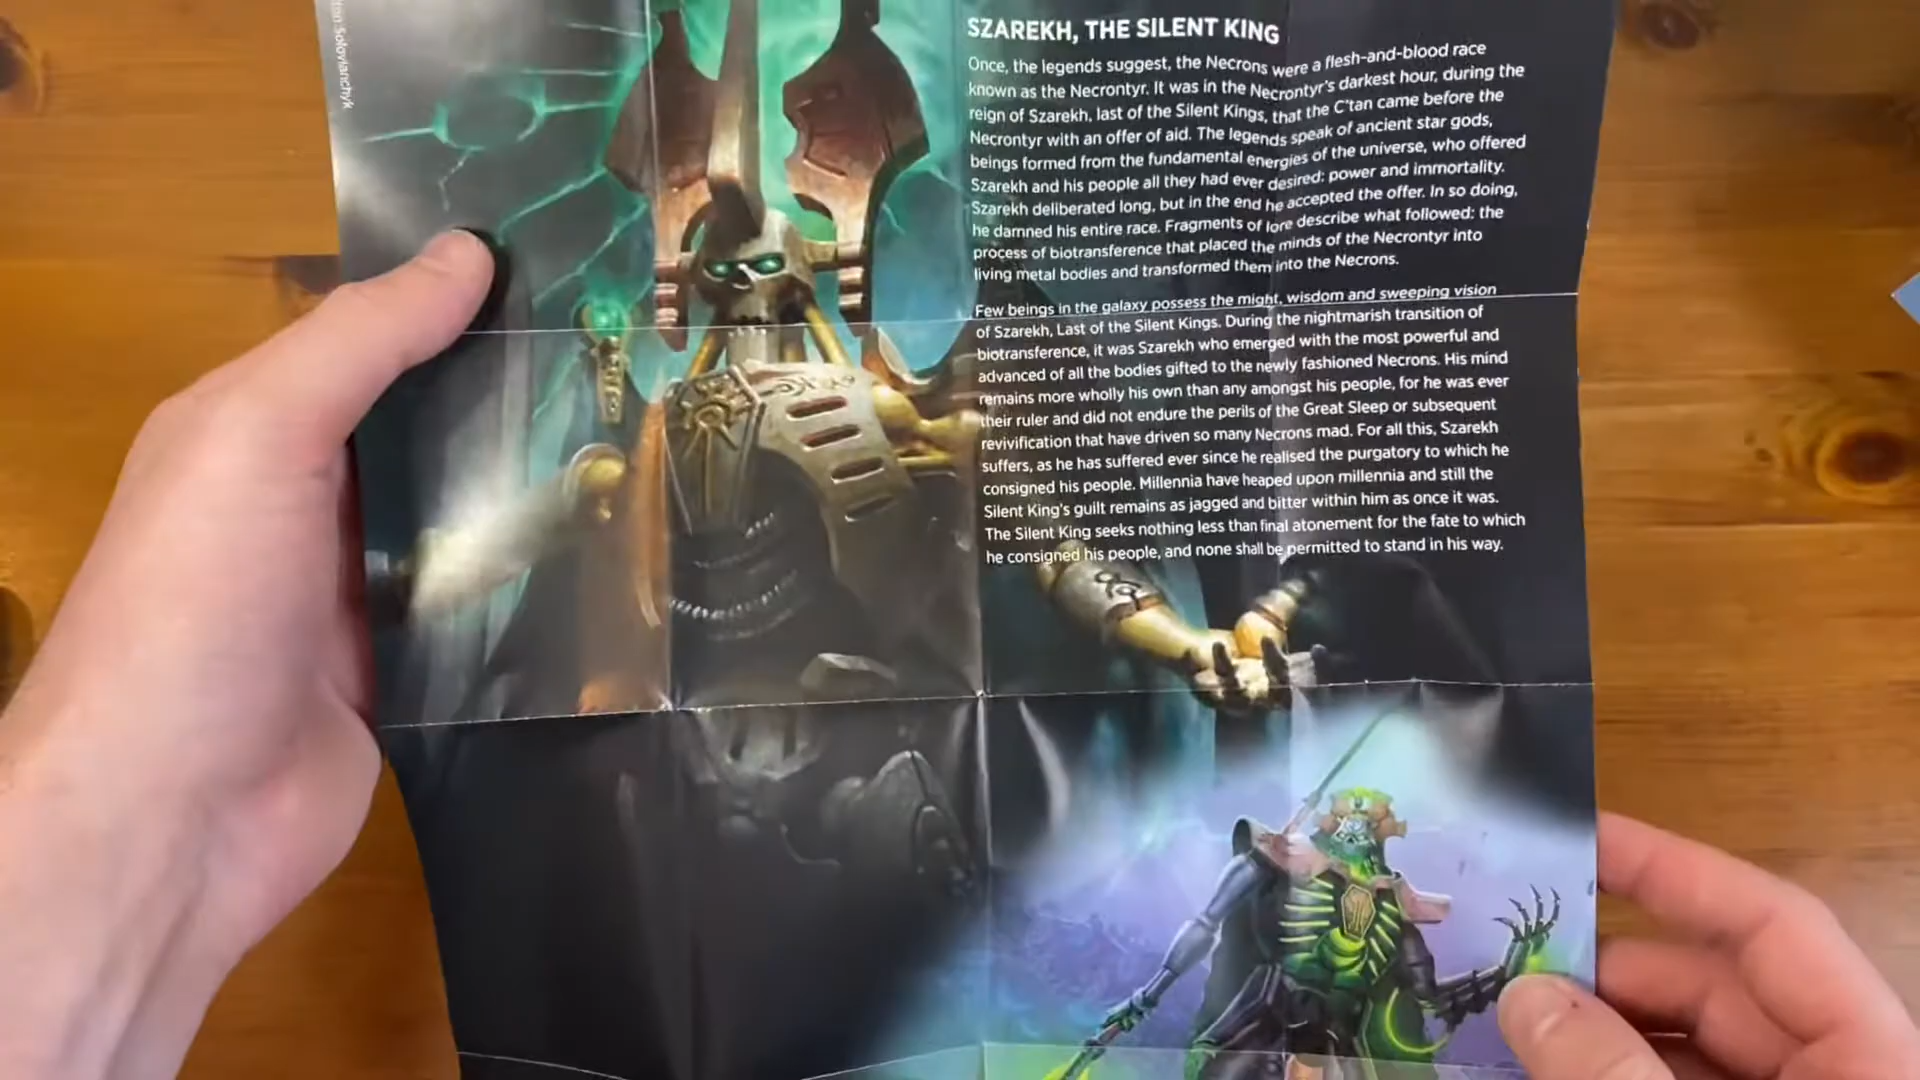 Solovianchyk
SZAREKH, THE SILENT KING
Once, the legends suggest, the Necrons were a flesh-and-blood race
known as the Necrontyr. It was in the Necrontyr's darkest hour, during the
reign of Szarekh, last of the Silent Kings, that the C'tan came before the
Necrontyr with an offer of aid. The legends speak of ancient star gods,
beings formed from the fundamental energies of the universe, who offered
Szarekh and his people all they had ever desired: power and immortality.
Szarekh deliberated long, but in the end he accepted the offer. In so doing,
he damned his entire race. Fragments of lore describe what followed: the
process of biotransference that placed the minds of the Necrontyr into
living metal bodies and transformed them into the Necrons.
Few beings in the galaxy possess the might, wisdom and sweeping vision
of Szarekh, Last of the Silent Kings. During the nightmarish transition of
biotransference, it was Szarekh who emerged with the most powerful and
advanced of all the bodies gifted to the newly fashioned Necrons. His mind
remains more wholly his own than any amongst his people, for he was ever
their ruler and did not endure the perils of the Great Sleep or subsequent
revivification that have driven so many Necrons mad. For all this, Szarekh
suffers, as he has suffered ever since he realised the purgatory to which he
consigned his people. Millennia have heaped upon millennia and still the
Silent King's guilt remains as jagged and bitter within him as once it was.
The Silent King seeks nothing less than final atonement for the fate to which
he consigned his people, and none shall be permitted to stand in his way.